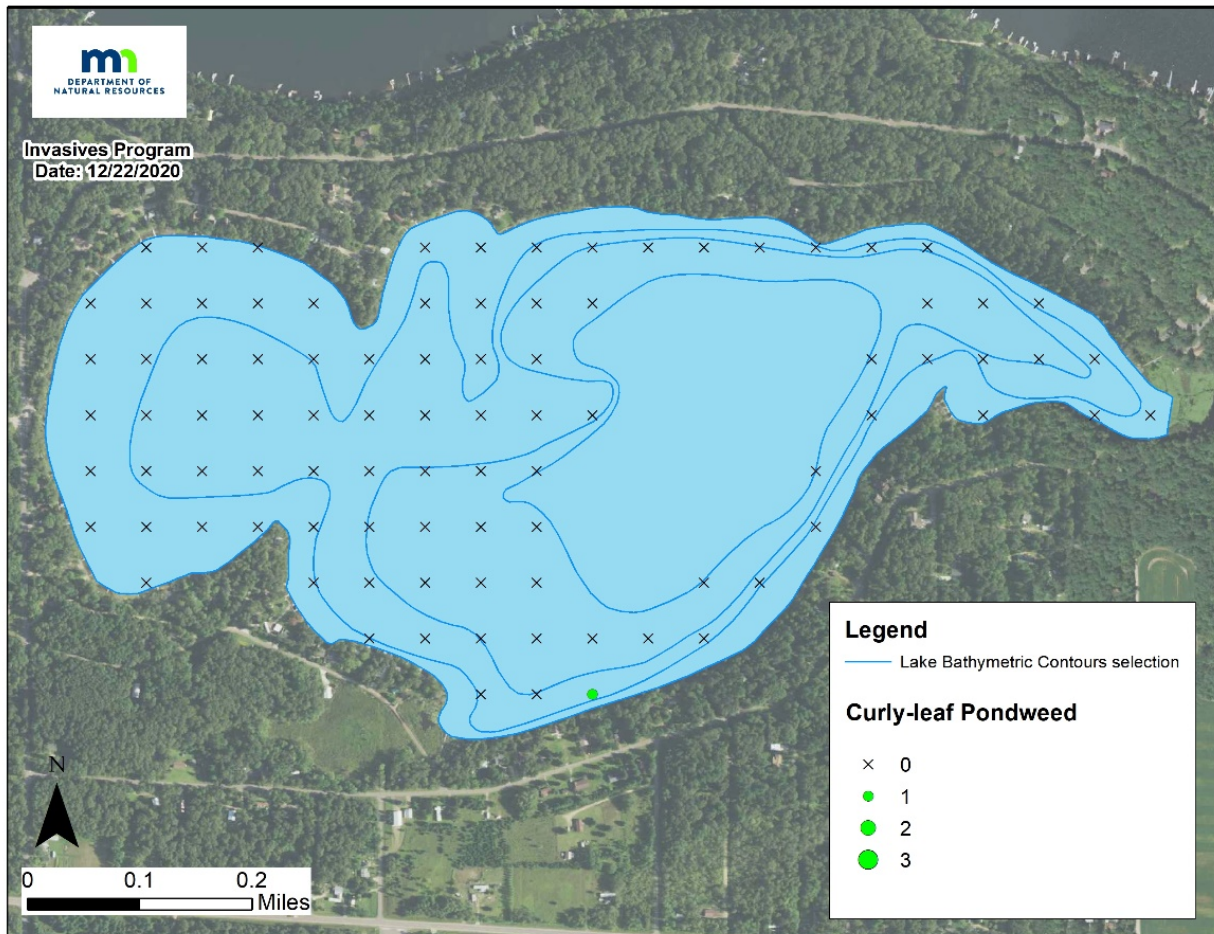 mn
DEPARTMENT OF
NATURAL RESOURCES
Invasives Program
Date: 12/22/2020
Legend
Lake Bathymetric Contours selection
Curly-leaf Pondweed
0
1
2
3
N
0 0.1 0.2
Miles